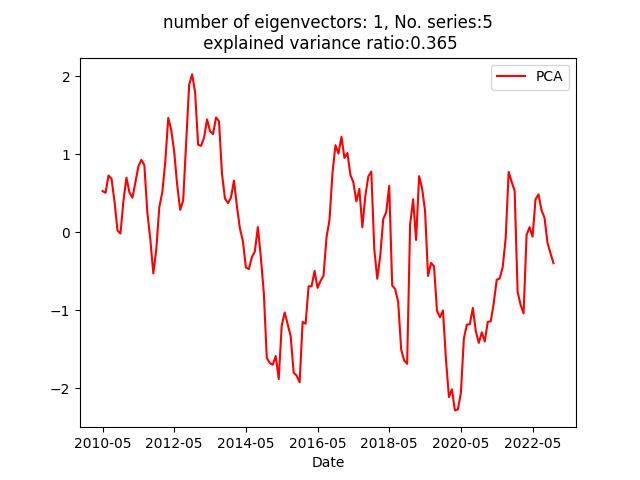 number of eigenvectors: 1, No. series:5
explained variance ratio:0.365
PCA
2
1
0
−1
−2
2010-05 2012-05 2014-05 2016-05 2018-05 2020-05 2022-05
Date